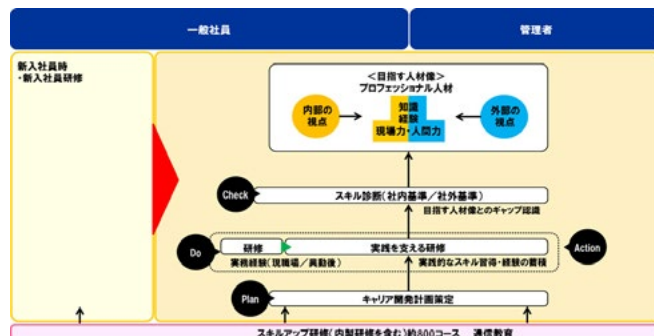 一般社員
管理者
新入社員時
・新入社員研修
＜目指す人材像＞
プロフェッショナル人材
内部の
視点
知識
経験
現場力・人間力
外部の
視点
Check
スキル診断（社内基準／社外基準）
目指す人材像とのギャップ認識
Do
研修
実践を支える研修
Action
実務経験（現職場／異動後）
実践的なスキル習得・経験の蓄積
Plan
キャリア開発計画策定
スキルアップ研修（内製研修を含む）約800コース　通信教育